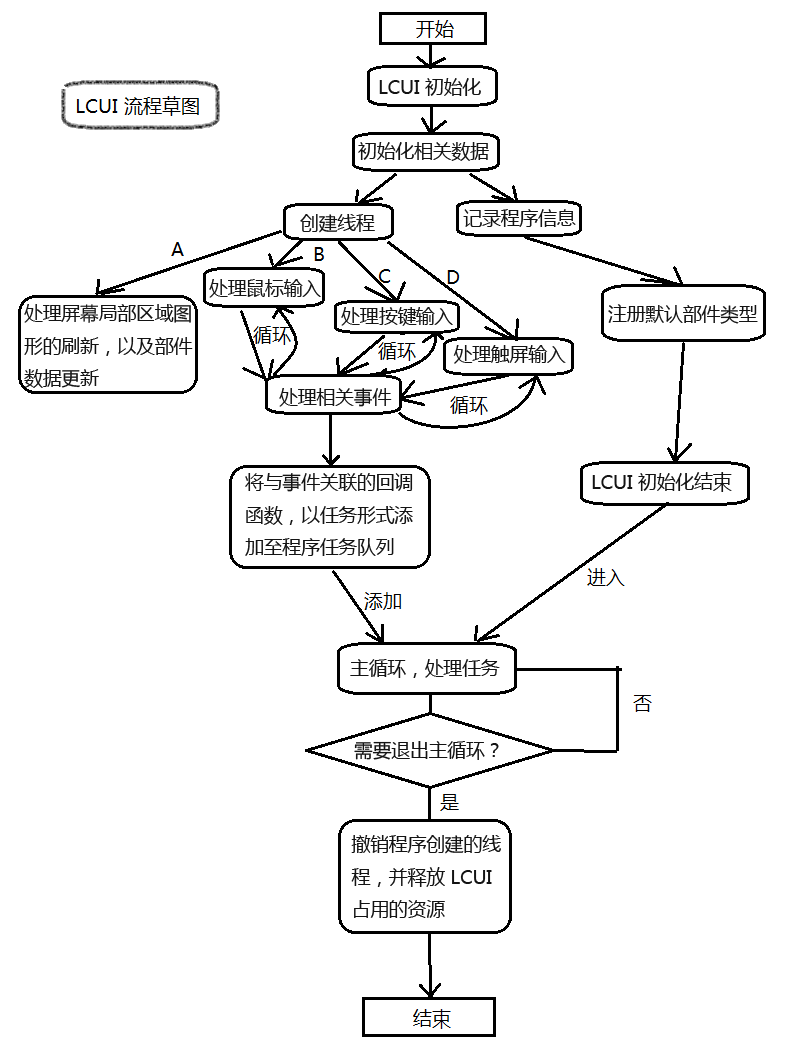 开始
LCUI 初始化
LCUI 流程草图
初始化相关数据
创建线程
记录程序信息
A
B
C
D
处理鼠标输入
处理屏幕局部区域图
形的刷新，以及部件
数据更新
处理按键输入
注册默认部件类型
循环
循环
处理触屏输入
处理相关事件
循环
将与事件关联的回调
函数，以任务形式添
加至程序任务队列
LCUI 初始化结束
添加
进入
主循环，处理任务
否
需要退出主循环？
是
撤销程序创建的线
程，并释放 LCUI
占用的资源
结束